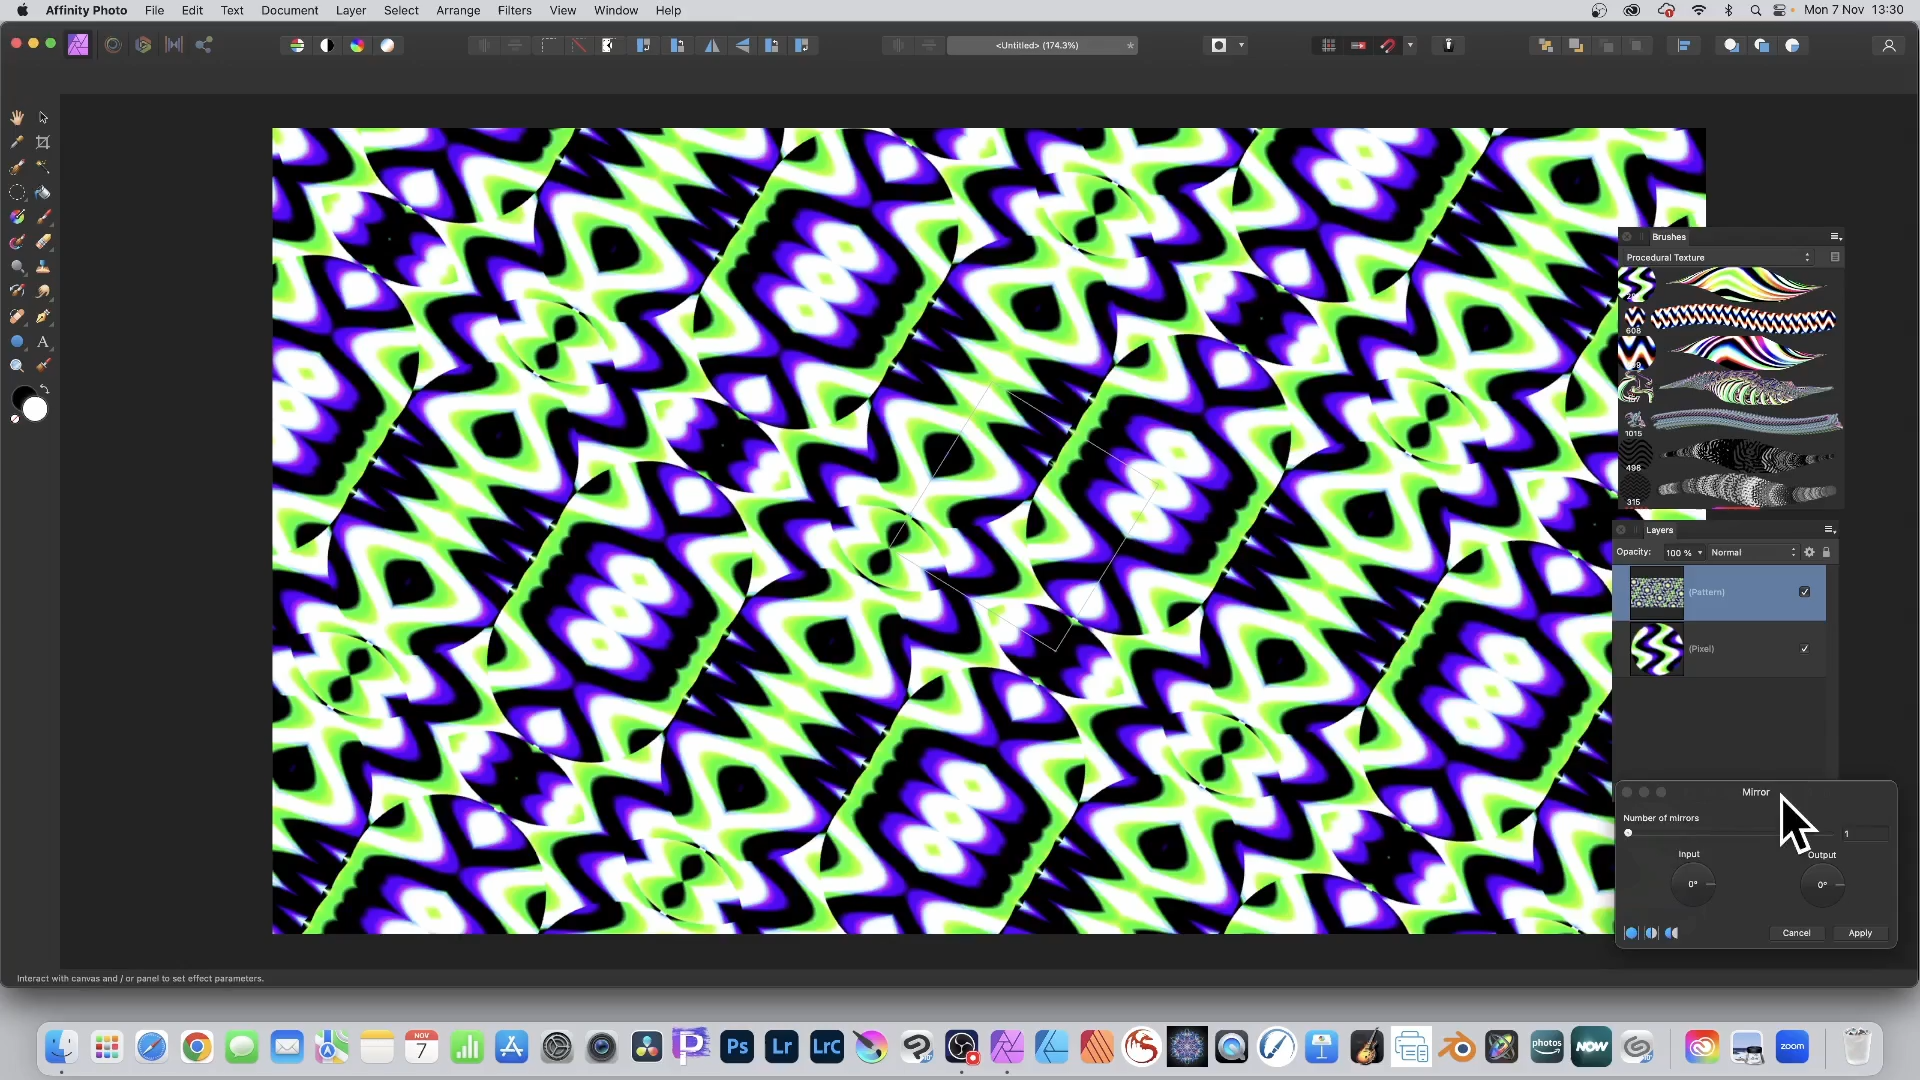 Affinity Photo File Edit Text Document Layer Select Arrange Filters View Window Help
Mon 7 Nov 13:30
<Untitled> (174.3%)
*
Brushes
Procedural Texture
608
1015
496
315
Layers
Opacity: 100 % Normal
(Pattern)
(Pixel)
Mirror
Number of mirrors
1
Input Output
0° 0°
Cancel Apply
Interact with canvas and / or panel to set effect parameters.
NOV
7
Ps Lr LrC
photos
NOW
zoom